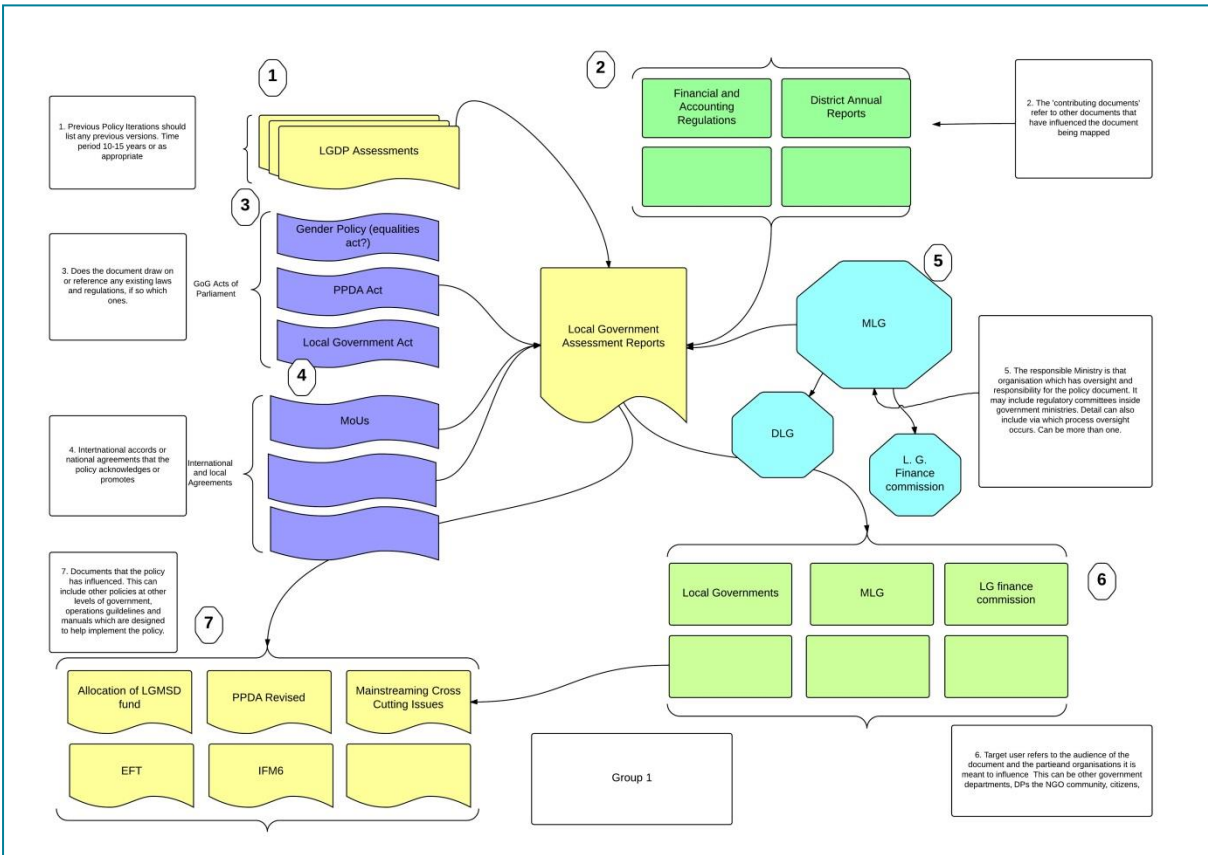 1
1. Previous Policy Iterations should
list any previous versions. Time
period 10-15 years or as
appropriate
LGDP Assessments
2
Financial and
Accounting
Regulations
District Annual
Reports
2. The 'contributing documents'
refer to other documents that
have influenced the document
being mapped
3
3. Does the document draw on
or reference any existing laws
and regulations, if so which
ones.
GoG Acts of
Parliament
Gender Policy (equalities
act?)
PPDA Act
Local Government Act
Local Government
Assessment Reports
5
MLG
DLG
L. G.
Finance
commission
5. The responsible Ministry is that
organisation which has oversight and
responsibility for the policy document. It
may include regulatory committees inside
government ministries. Detail can also
include via which process oversight
occurs. Can be more than one.
4
4. Intertnational accords or
national agreements that the
policy acknowledges or
promotes
International
and local
Agreements
MoUs
7. Documents that the policy
has influenced. This can
include other policies at other
levels of government,
operations guildelines and
manuals which are designed
to help implement the policy.
7
Allocation of LGMSD
fund
PPDA Revised
Mainstreaming Cross
Cutting Issues
EFT
IFM6
6
Local Governments
MLG
LG finance
commission
Group 1
6. Target user refers to the audience of the
document and the partieand organisations it is
meant to influence  This can be other government
departments, DPs the NGO community, citizens,